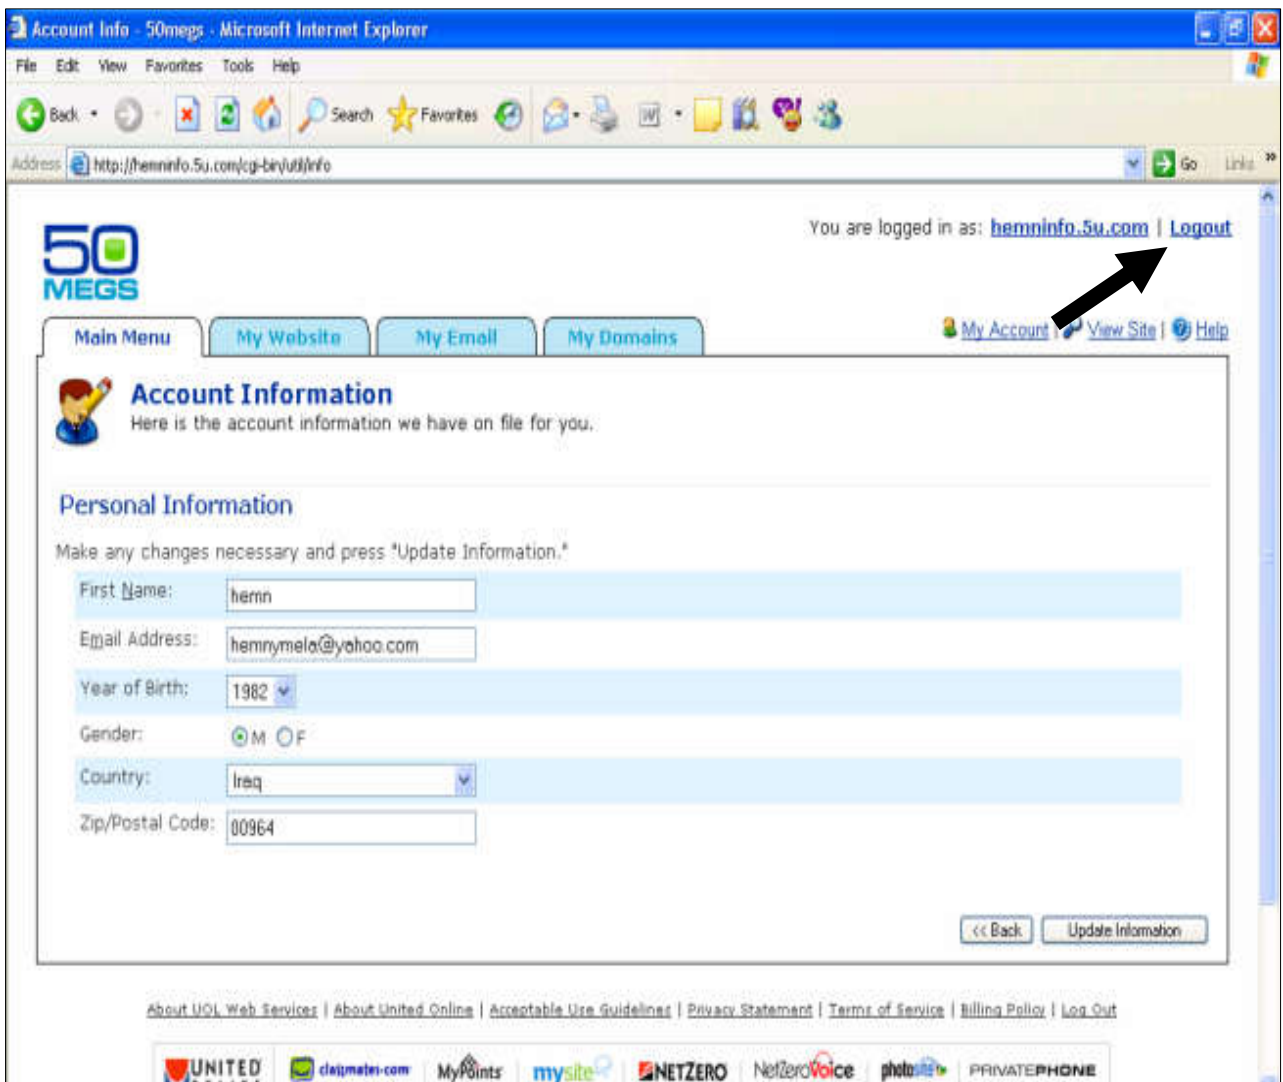 Account Info - 50megs - Microsoft Internet Explorer
File Edit View Favorites Tools Help
Back Search Favorites
Address http://hemninfo.5u.com/cgi-bin/util/info Go Links »
You are logged in as: hemninfo.5u.com | Logout
50 MEGS
Main Menu My Website My Email My Domains My Account | View Site | Help
Account Information
Here is the account information we have on file for you.
Personal Information
Make any changes necessary and press "Update Information."
First Name: hemn
Email Address: hemnymela@yahoo.com
Year of Birth: 1982
Gender: M F
Country: Iraq
Zip/Postal Code: 00964
<< Back Update Information
About UOL Web Services | About United Online | Acceptable Use Guidelines | Privacy Statement | Terms of Service | Billing Policy | Log Out
UNITED classmates.com MyPoints mysite NETZERO NetZeroVoice photosite PRIVATEPHONE